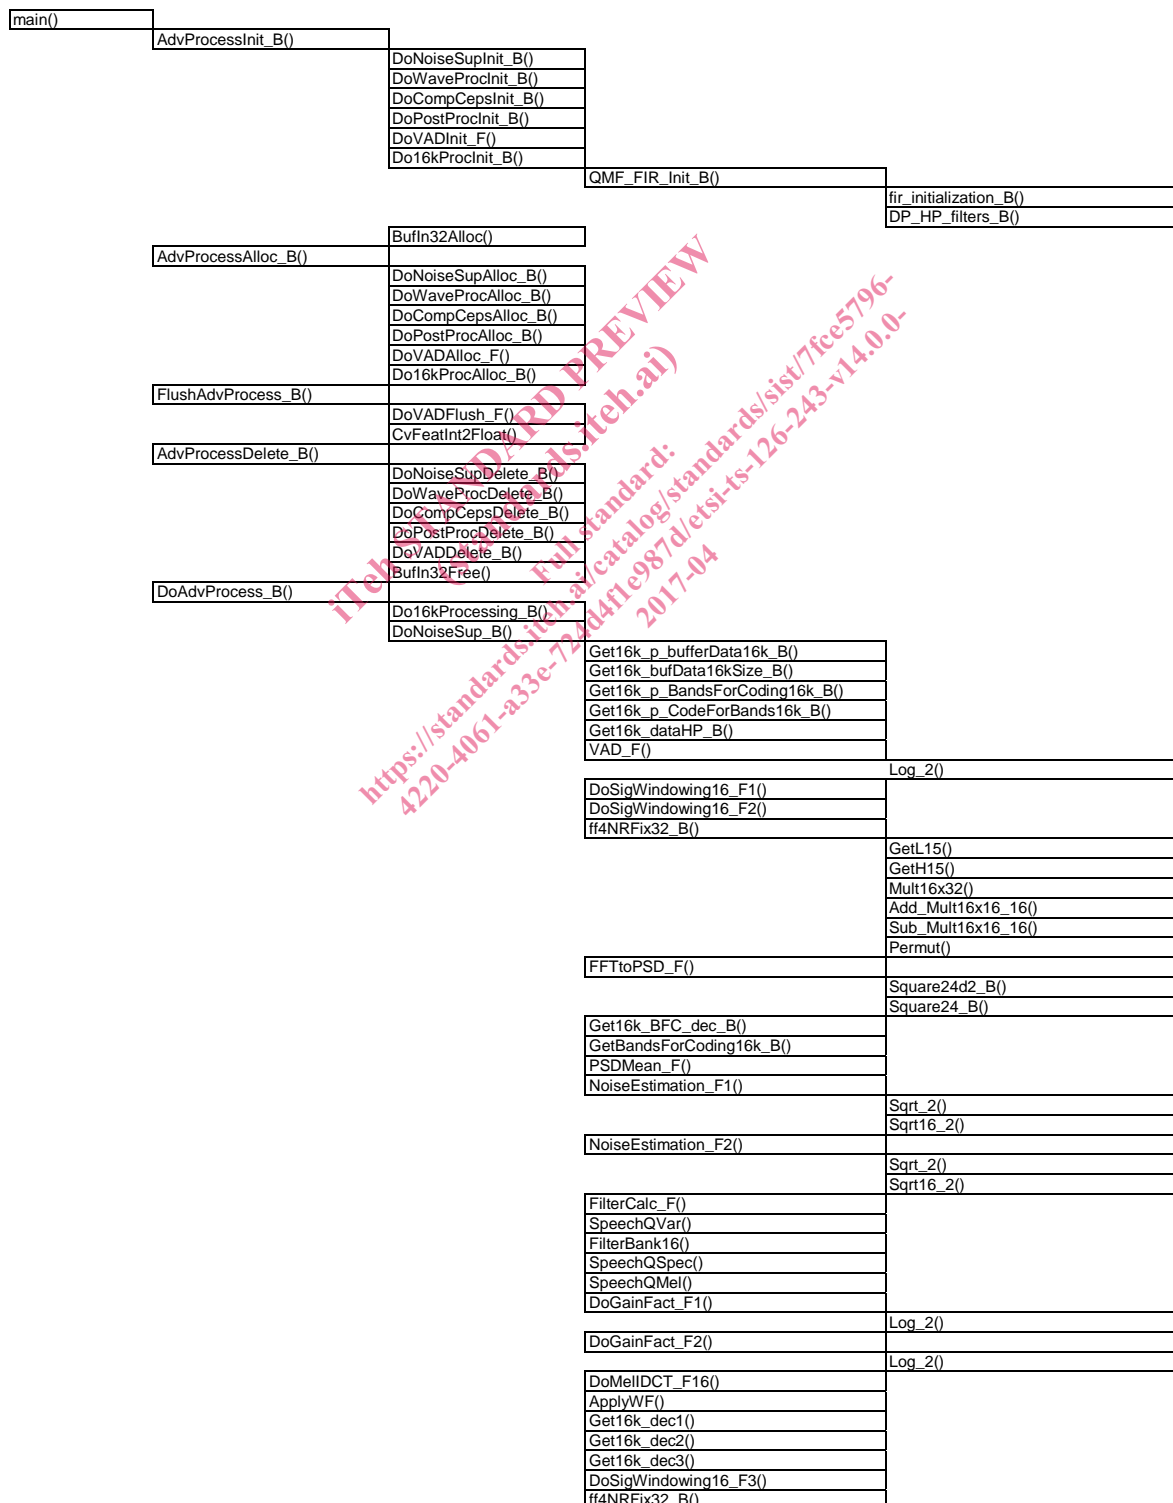 main()
AdvProcessInit_B()
DoNoiseSupInit_B()
DoWaveProcInit_B()
DoCompCepsInit_B()
DoPostProcInit_B()
DoVADInit_F()
Do16kProcInit_B()
QMF_FIR_Init_B()
fir_initialization_B()
DP_HP_filters_B()
BufIn32Alloc()
AdvProcessAlloc_B()
DoNoiseSupAlloc_B()
DoWaveProcAlloc_B()
DoCompCepsAlloc_B()
DoPostProcAlloc_B()
DoVADAlloc_F()
Do16kProcAlloc_B()
FlushAdvProcess_B()
DoVADFlush_F()
CvFeatInt2Float()
AdvProcessDelete_B()
DoNoiseSupDelete_B()
DoWaveProcDelete_B()
DoCompCepsDelete_B()
DoPostProcDelete_B()
DoVADDelete_B()
BufIn32Free()
DoAdvProcess_B()
Do16kProcessing_B()
DoNoiseSup_B()
Get16k_p_bufferData16k_B()
Get16k_bufData16kSize_B()
Get16k_p_BandsForCoding16k_B()
Get16k_p_CodeForBands16k_B()
Get16k_dataHP_B()
VAD_F()
Log_2()
DoSigWindowing16_F1()
DoSigWindowing16_F2()
ff4NRFix32_B()
GetL15()
GetH15()
Mult16x32()
Add_Mult16x16_16()
Sub_Mult16x16_16()
Permut()
FFTtoPSD_F()
Square24d2_B()
Square24_B()
Get16k_BFC_dec_B()
GetBandsForCoding16k_B()
PSDMean_F()
NoiseEstimation_F1()
Sqrt_2()
Sqrt16_2()
NoiseEstimation_F2()
Sqrt_2()
Sqrt16_2()
FilterCalc_F()
SpeechQVar()
FilterBank16()
SpeechQSpec()
SpeechQMel()
DoGainFact_F1()
Log_2()
DoGainFact_F2()
Log_2()
DoMelIDCT_F16()
ApplyWF()
Get16k_dec1()
Get16k_dec2()
Get16k_dec3()
DoSigWindowing16_F3()
ff4NRFix32_B()
iTeh STANDARD PREVIEW
(standards.iteh.ai)
Full standard:
https://standards.iteh.ai/catalog/standards/sist/7fce5796-
4220-4061-a33e-724d4f1e987d/etsi-ts-126-243-v14.0.0-
2017-04